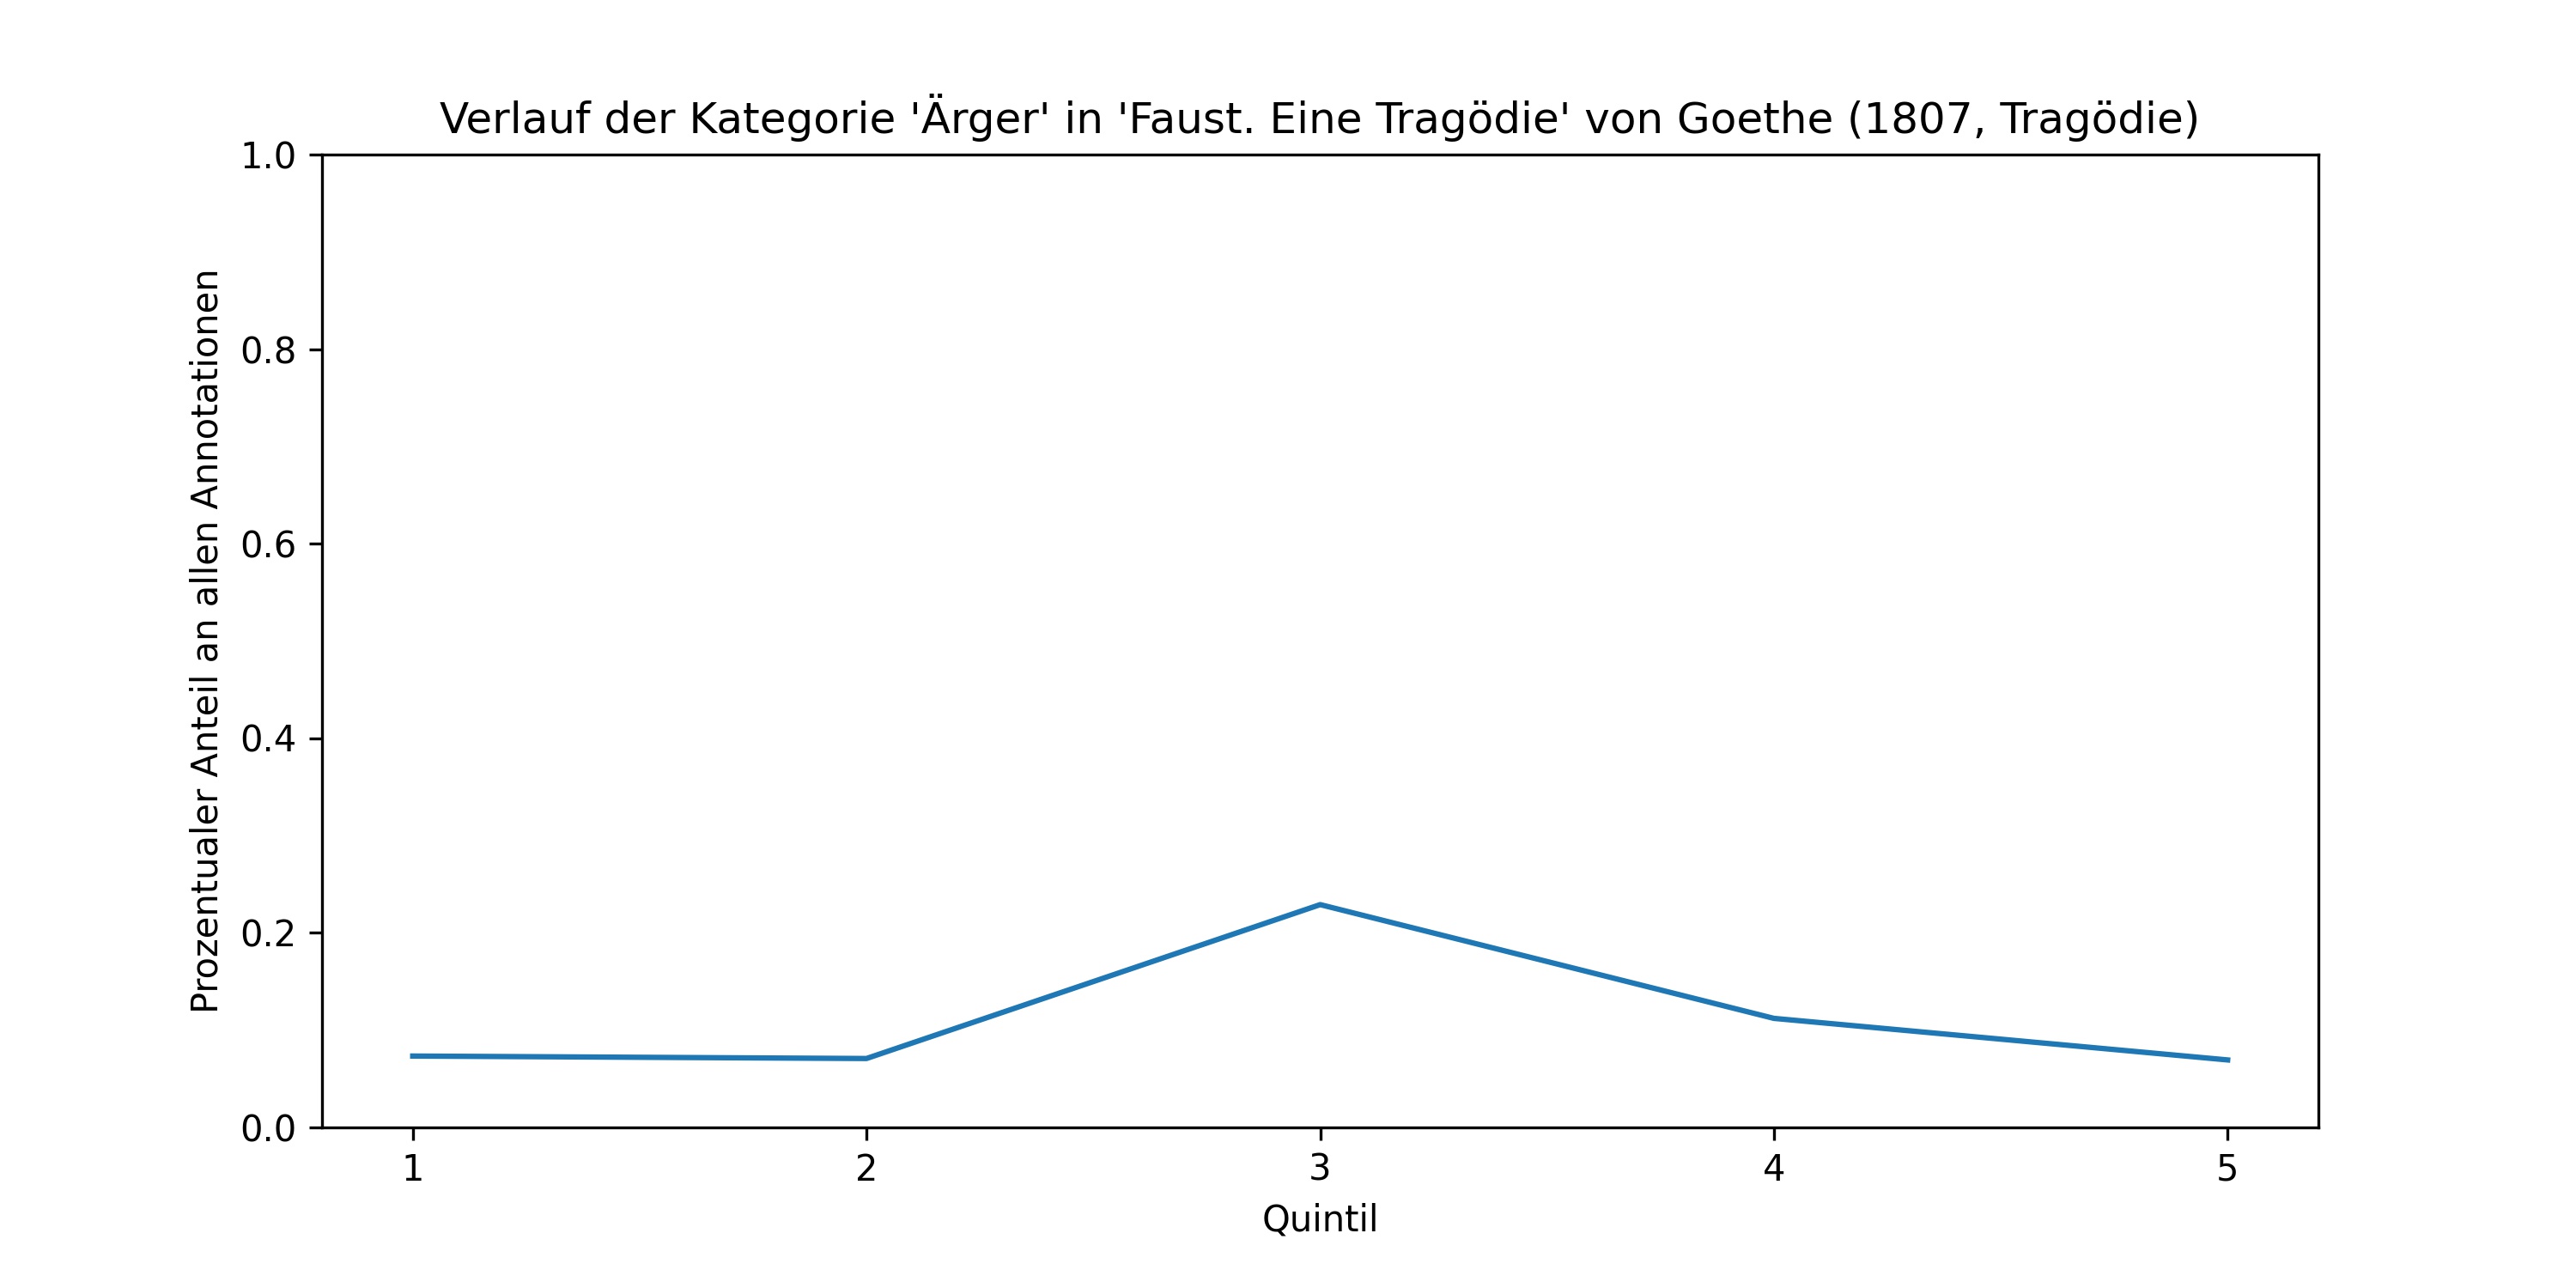 Verlauf der Kategorie 'Ärger' in 'Faust. Eine Tragödie' von Goethe (1807, Tragödie)
Prozentualer Anteil an allen Annotationen
1.0
0.8
0.6
0.4
0.2
0.0
1 2 3 4 5
Quintil